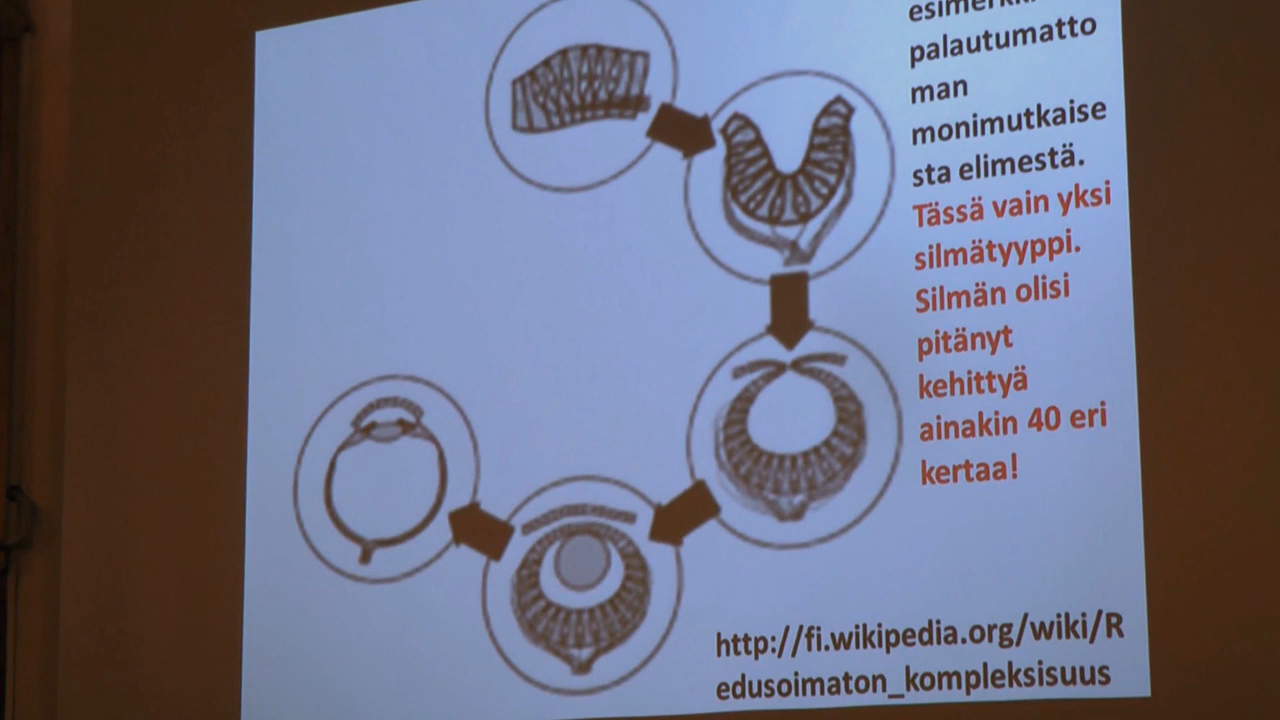 palautumatto
man
monimutkaise
sta elimestä.
Tässä vain yksi
silmätyyppi.
Silmän olisi
pitänyt
kehittyä
ainakin 40 eri
kertaa!
http://fi.wikipedia.org/wiki/R
edusoimaton_kompleksisuus